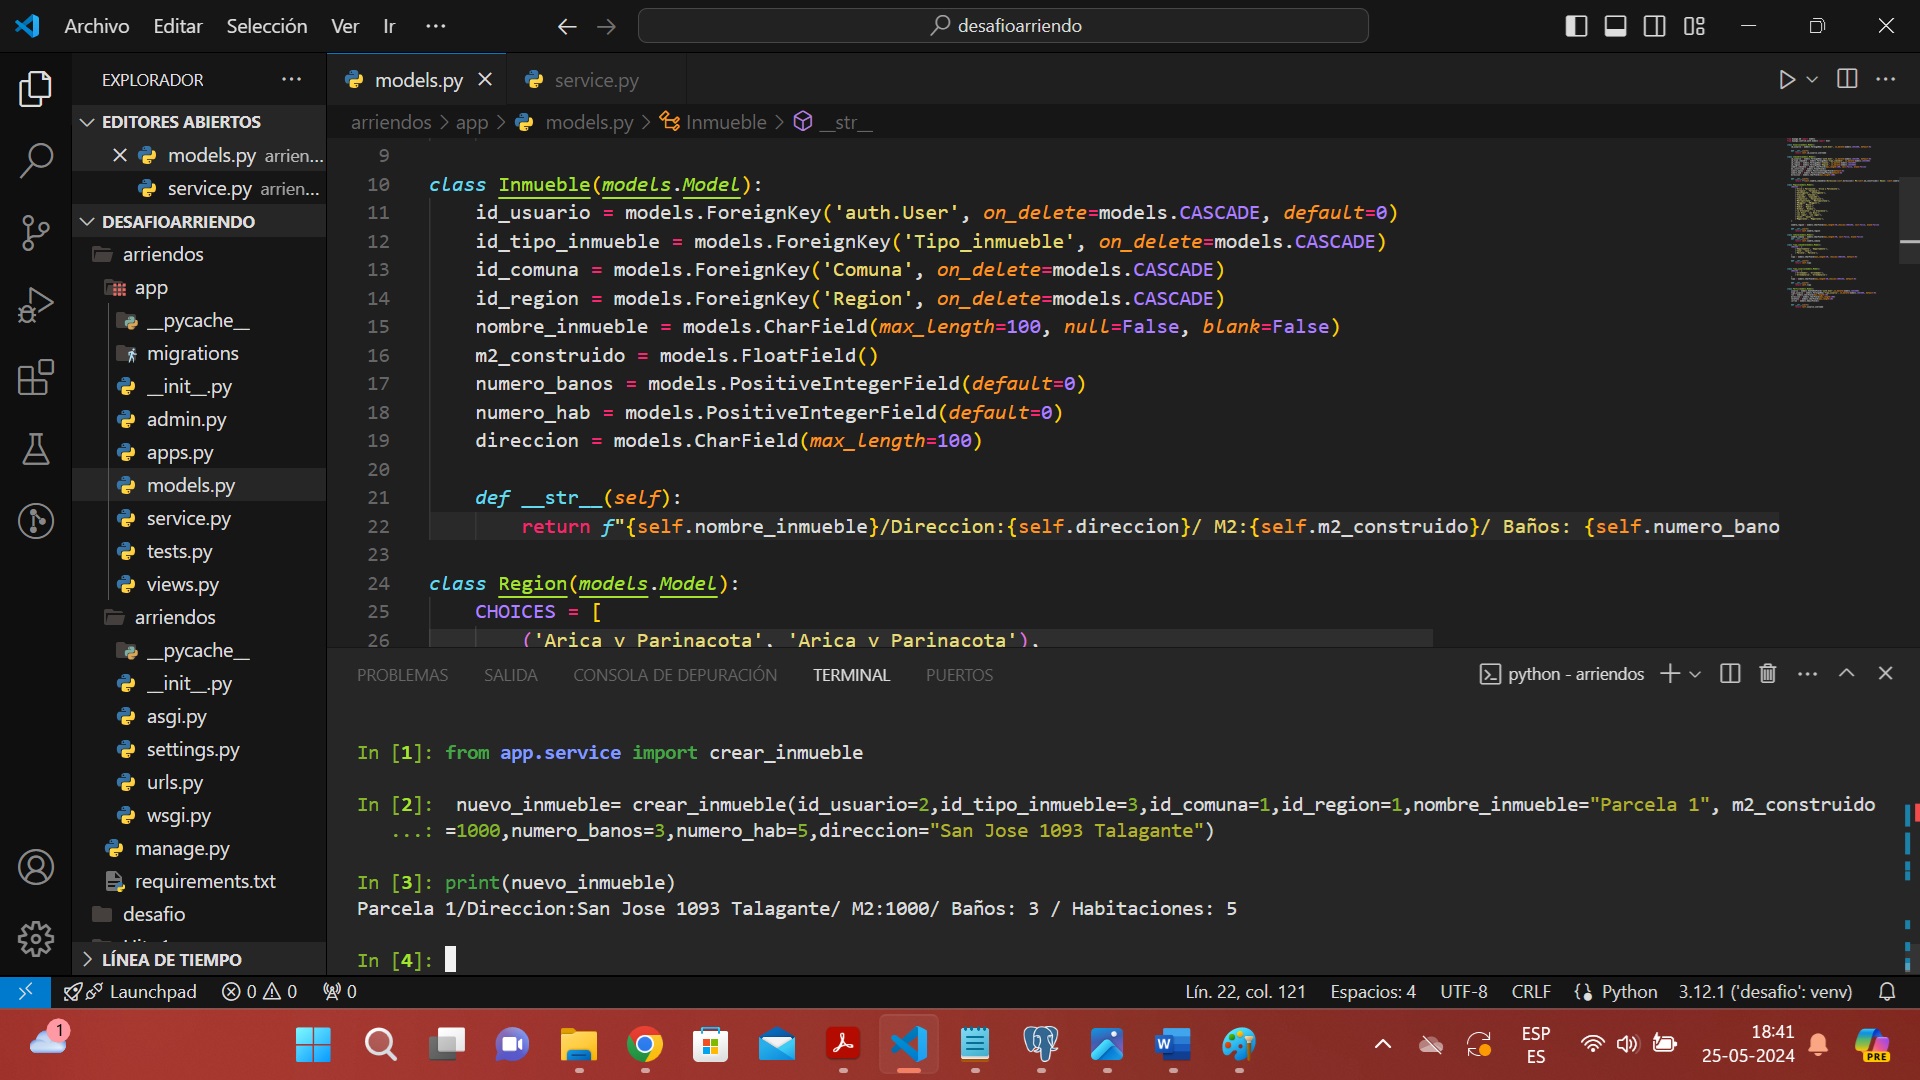 Archivo Editar Selección Ver Ir ··· desafioarriendo
EXPLORADOR ···
EDITORES ABIERTOS
models.py arrien...
service.py arrien...
DESAFIOARRIENDO
arriendos
app
__pycache__
migrations
__init__.py
admin.py
apps.py
models.py
service.py
tests.py
views.py
arriendos
__pycache__
__init__.py
asgi.py
settings.py
urls.py
wsgi.py
manage.py
requirements.txt
desafio
LÍNEA DE TIEMPO
models.py service.py
arriendos > app > models.py > Inmueble > __str__
9
10 class Inmueble(models.Model):
11 id_usuario = models.ForeignKey('auth.User', on_delete=models.CASCADE, default=0)
12 id_tipo_inmueble = models.ForeignKey('Tipo_inmueble', on_delete=models.CASCADE)
13 id_comuna = models.ForeignKey('Comuna', on_delete=models.CASCADE)
14 id_region = models.ForeignKey('Region', on_delete=models.CASCADE)
15 nombre_inmueble = models.CharField(max_length=100, null=False, blank=False)
16 m2_construido = models.FloatField()
17 numero_banos = models.PositiveIntegerField(default=0)
18 numero_hab = models.PositiveIntegerField(default=0)
19 direccion = models.CharField(max_length=100)
20
21 def __str__(self):
22 return f"{self.nombre_inmueble}/Direccion:{self.direccion}/ M2:{self.m2_construido}/ Baños: {self.numero_bano
23
24 class Region(models.Model):
25 CHOICES = [
26 ('Arica y Parinacota', 'Arica y Parinacota'),
PROBLEMAS SALIDA CONSOLA DE DEPURACIÓN TERMINAL PUERTOS python - arriendos
In [1]: from app.service import crear_inmueble
In [2]: nuevo_inmueble= crear_inmueble(id_usuario=2,id_tipo_inmueble=3,id_comuna=1,id_region=1,nombre_inmueble="Parcela 1", m2_construido
...: =1000,numero_banos=3,numero_hab=5,direccion="San Jose 1093 Talagante")
In [3]: print(nuevo_inmueble)
Parcela 1/Direccion:San Jose 1093 Talagante/ M2:1000/ Baños: 3 / Habitaciones: 5
In [4]:
Launchpad 0 0 0 Lín. 22, col. 121 Espacios: 4 UTF-8 CRLF Python 3.12.1 ('desafio': venv)
1 ESP 18:41
ES 25-05-2024 PRE